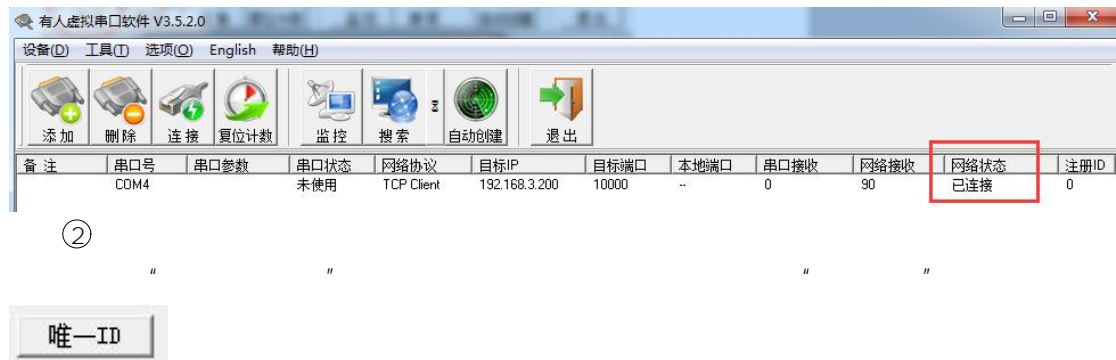 有人虚拟串口软件 V3.5.2.0
设备(D) 工具(T) 选项(O) English 帮助(H)
添加 删除 连接 复位计数 监控 搜索 自动创建 退出
备 注 串口号 串口参数 串口状态 网络协议 目标IP 目标端口 本地端口 串口接收 网络接收 网络状态 注册ID
COM4 未使用 TCP Client 192.168.3.200 10000 -- 0 90 已连接 0
②
“ ” “ ”
唯一ID